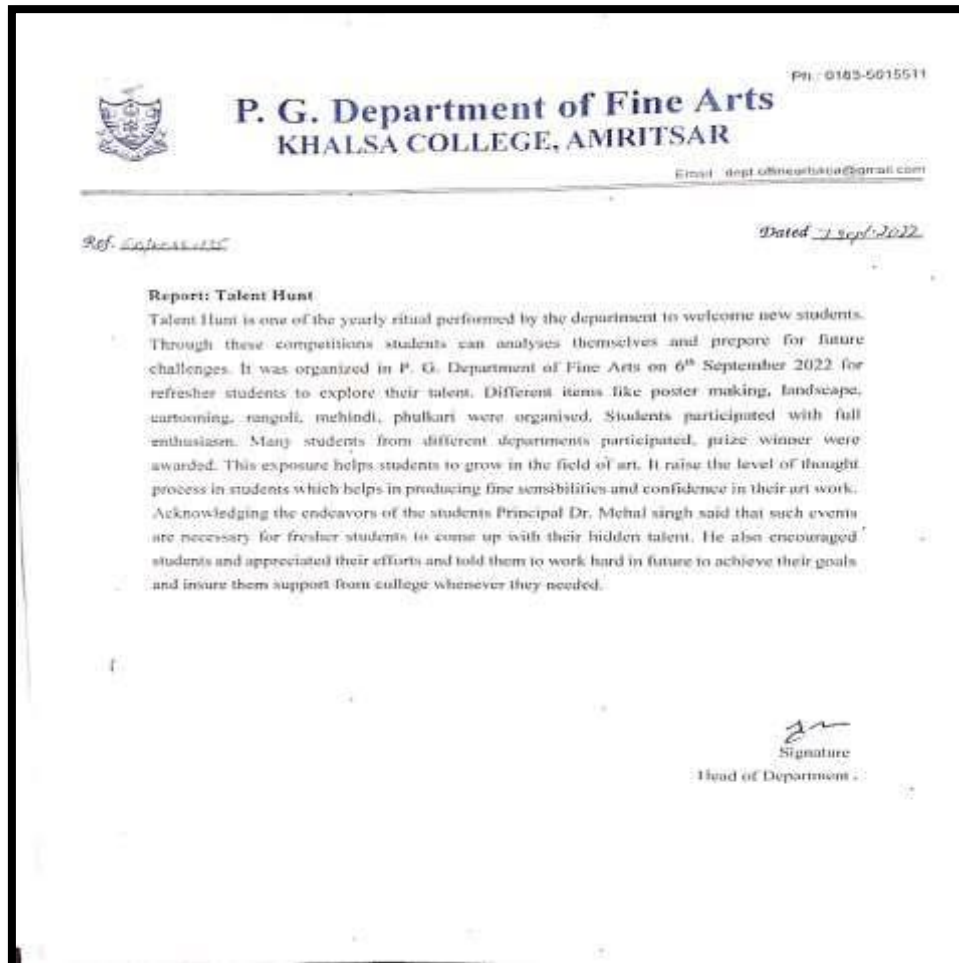 Ph.: 0183-5015511
P. G. Department of Fine Arts
KHALSA COLLEGE, AMRITSAR
Email
Ref.
Dated 7 Sept. 2022
Report: Talent Hunt
Talent Hunt is one of the yearly ritual performed by the department to welcome new students.
Through these competitions students can analyses themselves and prepare for future
challenges. It was organized in P. G. Department of Fine Arts on 6th September 2022 for
refresher students to explore their talent. Different items like poster making, landscape,
cartooning, rangoli, mehindi, phulkari were organised. Students participated with full
enthusiasm. Many students from different departments participated, prize winner were
awarded. This exposure helps students to grow in the field of art. It raise the level of thought
process in students which helps in producing fine sensibilities and confidence in their art work.
Acknowledging the endeavors of the students Principal Dr. Mehal singh said that such events
are necessary for fresher students to come up with their hidden talent. He also encouraged
students and appreciated their efforts and told them to work hard in future to achieve their goals
and insure them support from college whenever they needed.
Signature
Head of Department.